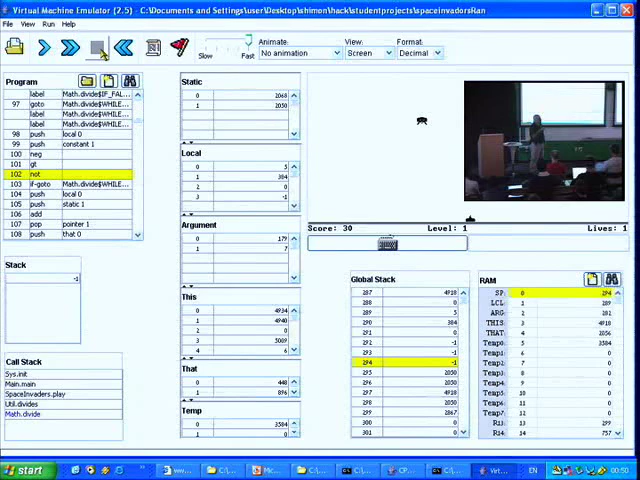 Virtual Machine Emulator (2.5) - C:\Documents and Settings\user\Desktop\shimon\hack\studentprojects\spaceinvadorsRan
File View Run Help
Slow Fast
Animate:
No animation
View:
Screen
Format:
Decimal
Program
label Math.divide$IF_FAL...
97 goto Math.divide$WHILE...
label Math.divide$WHILE...
label Math.divide$WHILE...
98 push local 0
99 push constant 1
100 neg
101 gt
102 not
103 if-goto Math.divide$WHILE...
104 push local 0
105 push static 1
106 add
107 pop pointer 1
108 push that 0
Stack
-1
Call Stack
Sys.init
Main.main
SpaceInvaders.play
Util.divides
Math.divide
Static
0 2068
1 2050
Local
0 5
1 384
2 0
3 -1
Argument
0 179
1 7
This
0 4934
1 4940
2 0
3 5089
4 6
That
0 448
1 896
Temp
0 3584
1 0
Score: 30 Level: 1 Lives: 1
Global Stack
287 4918
288 0
289 5
290 384
291 0
292 -1
293 -1
294 -1
295 2050
296 2050
297 4918
298 2050
299 2867
300 0
301 0
RAM
SP: 0 294
LCL: 1 289
ARG: 2 282
THIS: 3 4918
THAT: 4 2056
Temp0: 5 3584
Temp1: 6 0
Temp2: 7 0
Temp3: 8 0
Temp4: 9 0
Temp5: 10 0
Temp6: 11 0
Temp7: 12 0
R13: 13 299
R14: 14 757
start
www...
C:\...
Mic...
C:\...
C:\...
CP...
C:\...
Virt...
EN
00:50